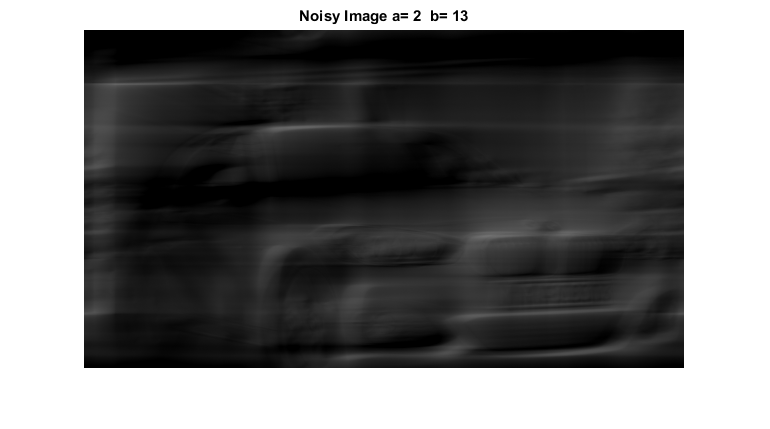 Noisy Image a= 2  b= 13